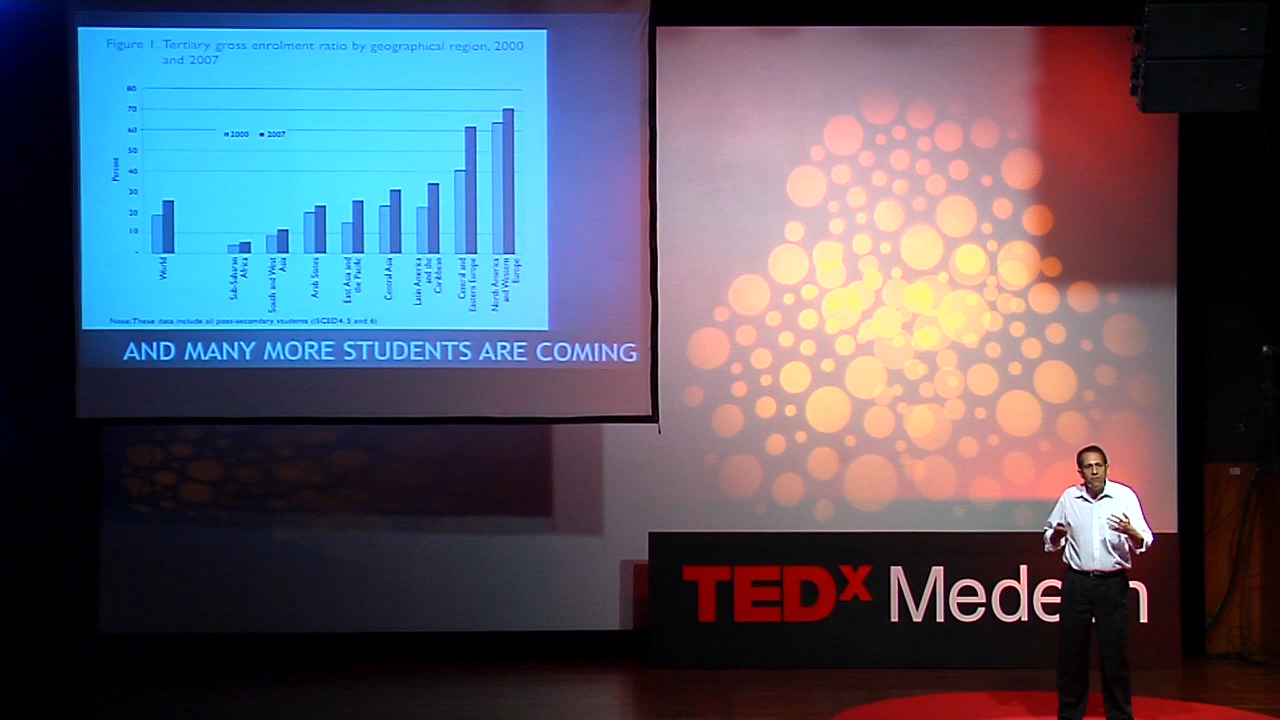 Figure 1. Tertiary gross enrolment ratio by geographical region, 2000
and 2007
80
70
60
50
40
30
20
10
-
Percent
2000 2007
World
Sub-Saharan
Africa
South and West
Asia
Arab States
East Asia and
the Pacific
Central Asia
Latin America
and the
Caribbean
Central and
Eastern Europe
North America
and Western
Europe
Note: These data include all post-secondary students (ISCED4, 5 and 6)
AND MANY MORE STUDENTS ARE COMING
TEDx Mede n